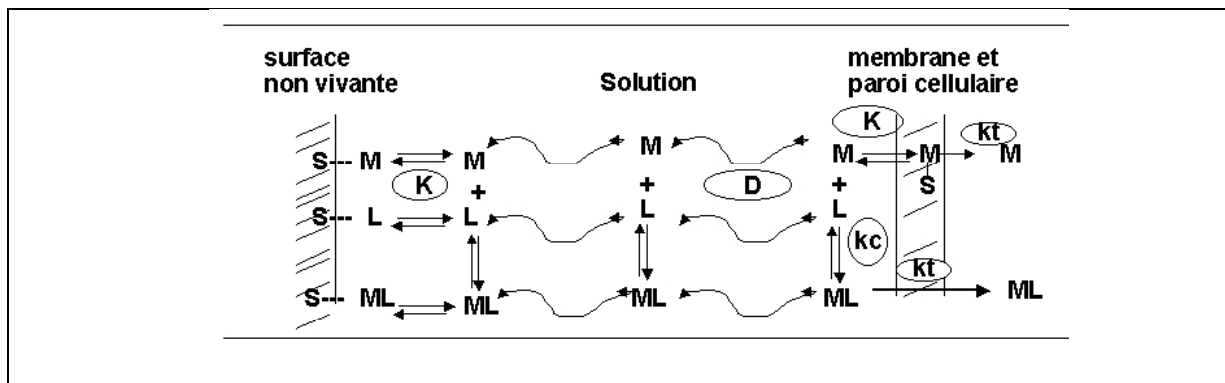 surface
non vivante
Solution
membrane et
paroi cellulaire
K
kt
M
S--- M M M M M
K + + D + S
S--- L L L L
kc
kt
S--- ML ML ML ML ML